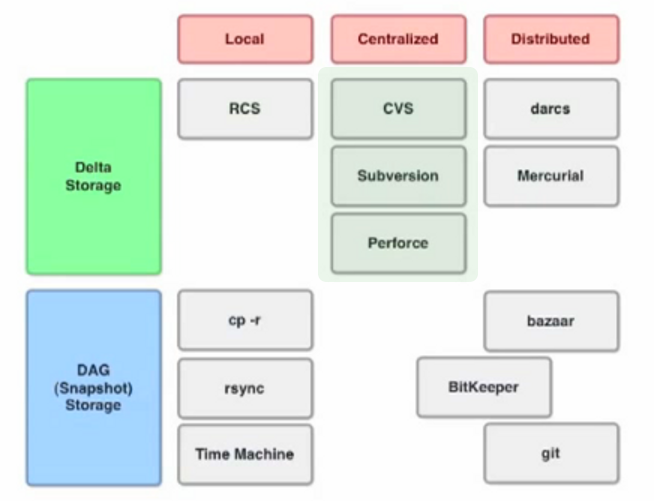 Local
Centralized
Distributed
Delta
Storage
RCS
CVS
darcs
Subversion
Mercurial
Perforce
DAG
(Snapshot)
Storage
cp -r
bazaar
rsync
BitKeeper
Time Machine
git